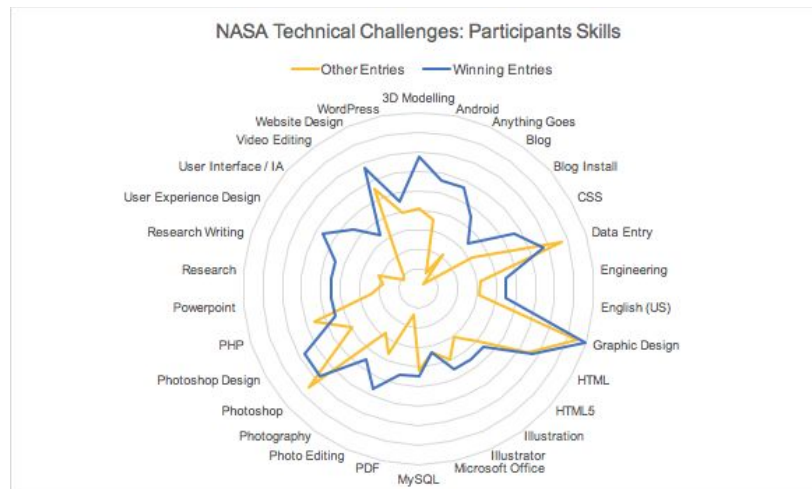 NASA Technical Challenges: Participants Skills
Other Entries
Winning Entries
3D Modelling
Android
Anything Goes
Blog
Blog Install
CSS
Data Entry
Engineering
English (US)
Graphic Design
HTML
HTML5
Illustration
Illustrator
Microsoft Office
MySQL
PDF
Photo Editing
Photography
Photoshop
Photoshop Design
PHP
Powerpoint
Research
Research Writing
User Experience Design
User Interface / IA
Video Editing
Website Design
WordPress